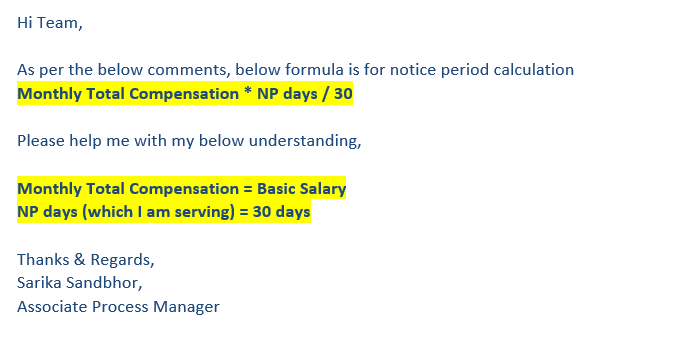 Hi Team,
As per the below comments, below formula is for notice period calculation
Monthly Total Compensation * NP days / 30
Please help me with my below understanding,
Monthly Total Compensation = Basic Salary
NP days (which I am serving) = 30 days
Thanks & Regards,
Sarika Sandbhor,
Associate Process Manager